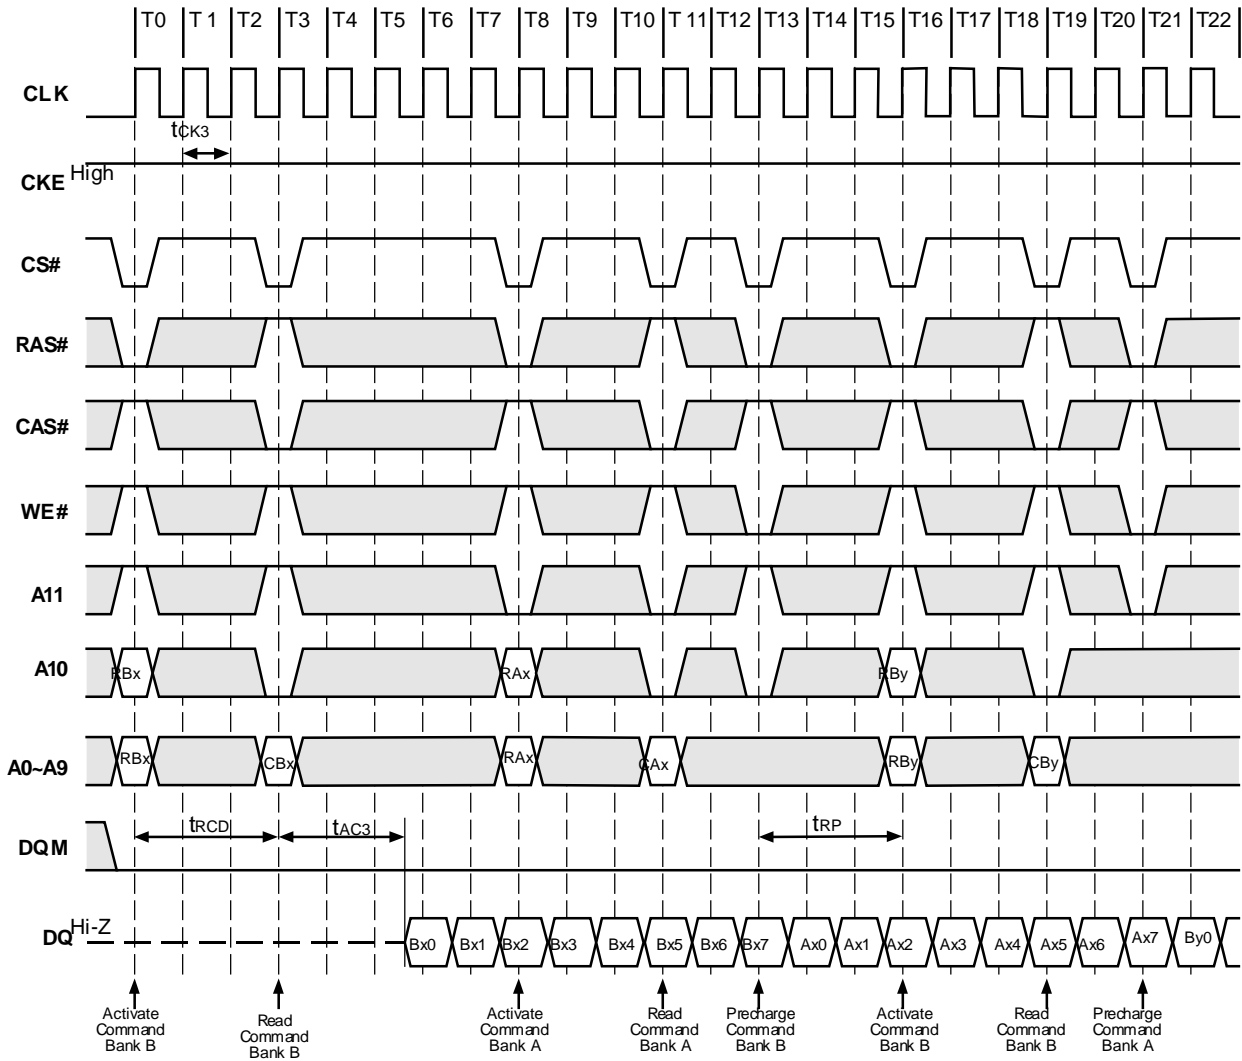 T0 T 1 T2 T3 T4 T5 T6 T7 T8 T9 T10 T 11 T12 T13 T14 T15 T16 T17 T18 T19 T20 T21 T22
CLK
tCK3
CKE High
CS#
RAS#
CAS#
WE#
A11
A10 RBx RAx RBy
A0~A9 RBx CBx RAx CAx RBy CBy
tRCD tAC3 tRP
DQM
DQ Hi-Z Bx0 Bx1 Bx2 Bx3 Bx4 Bx5 Bx6 Bx7 Ax0 Ax1 Ax2 Ax3 Ax4 Ax5 Ax6 Ax7 By0
Activate Command Bank B
Read Command Bank B
Activate Command Bank A
Read Command Bank A
Precharge Command Bank B
Activate Command Bank B
Read Command Bank B
Precharge Command Bank A